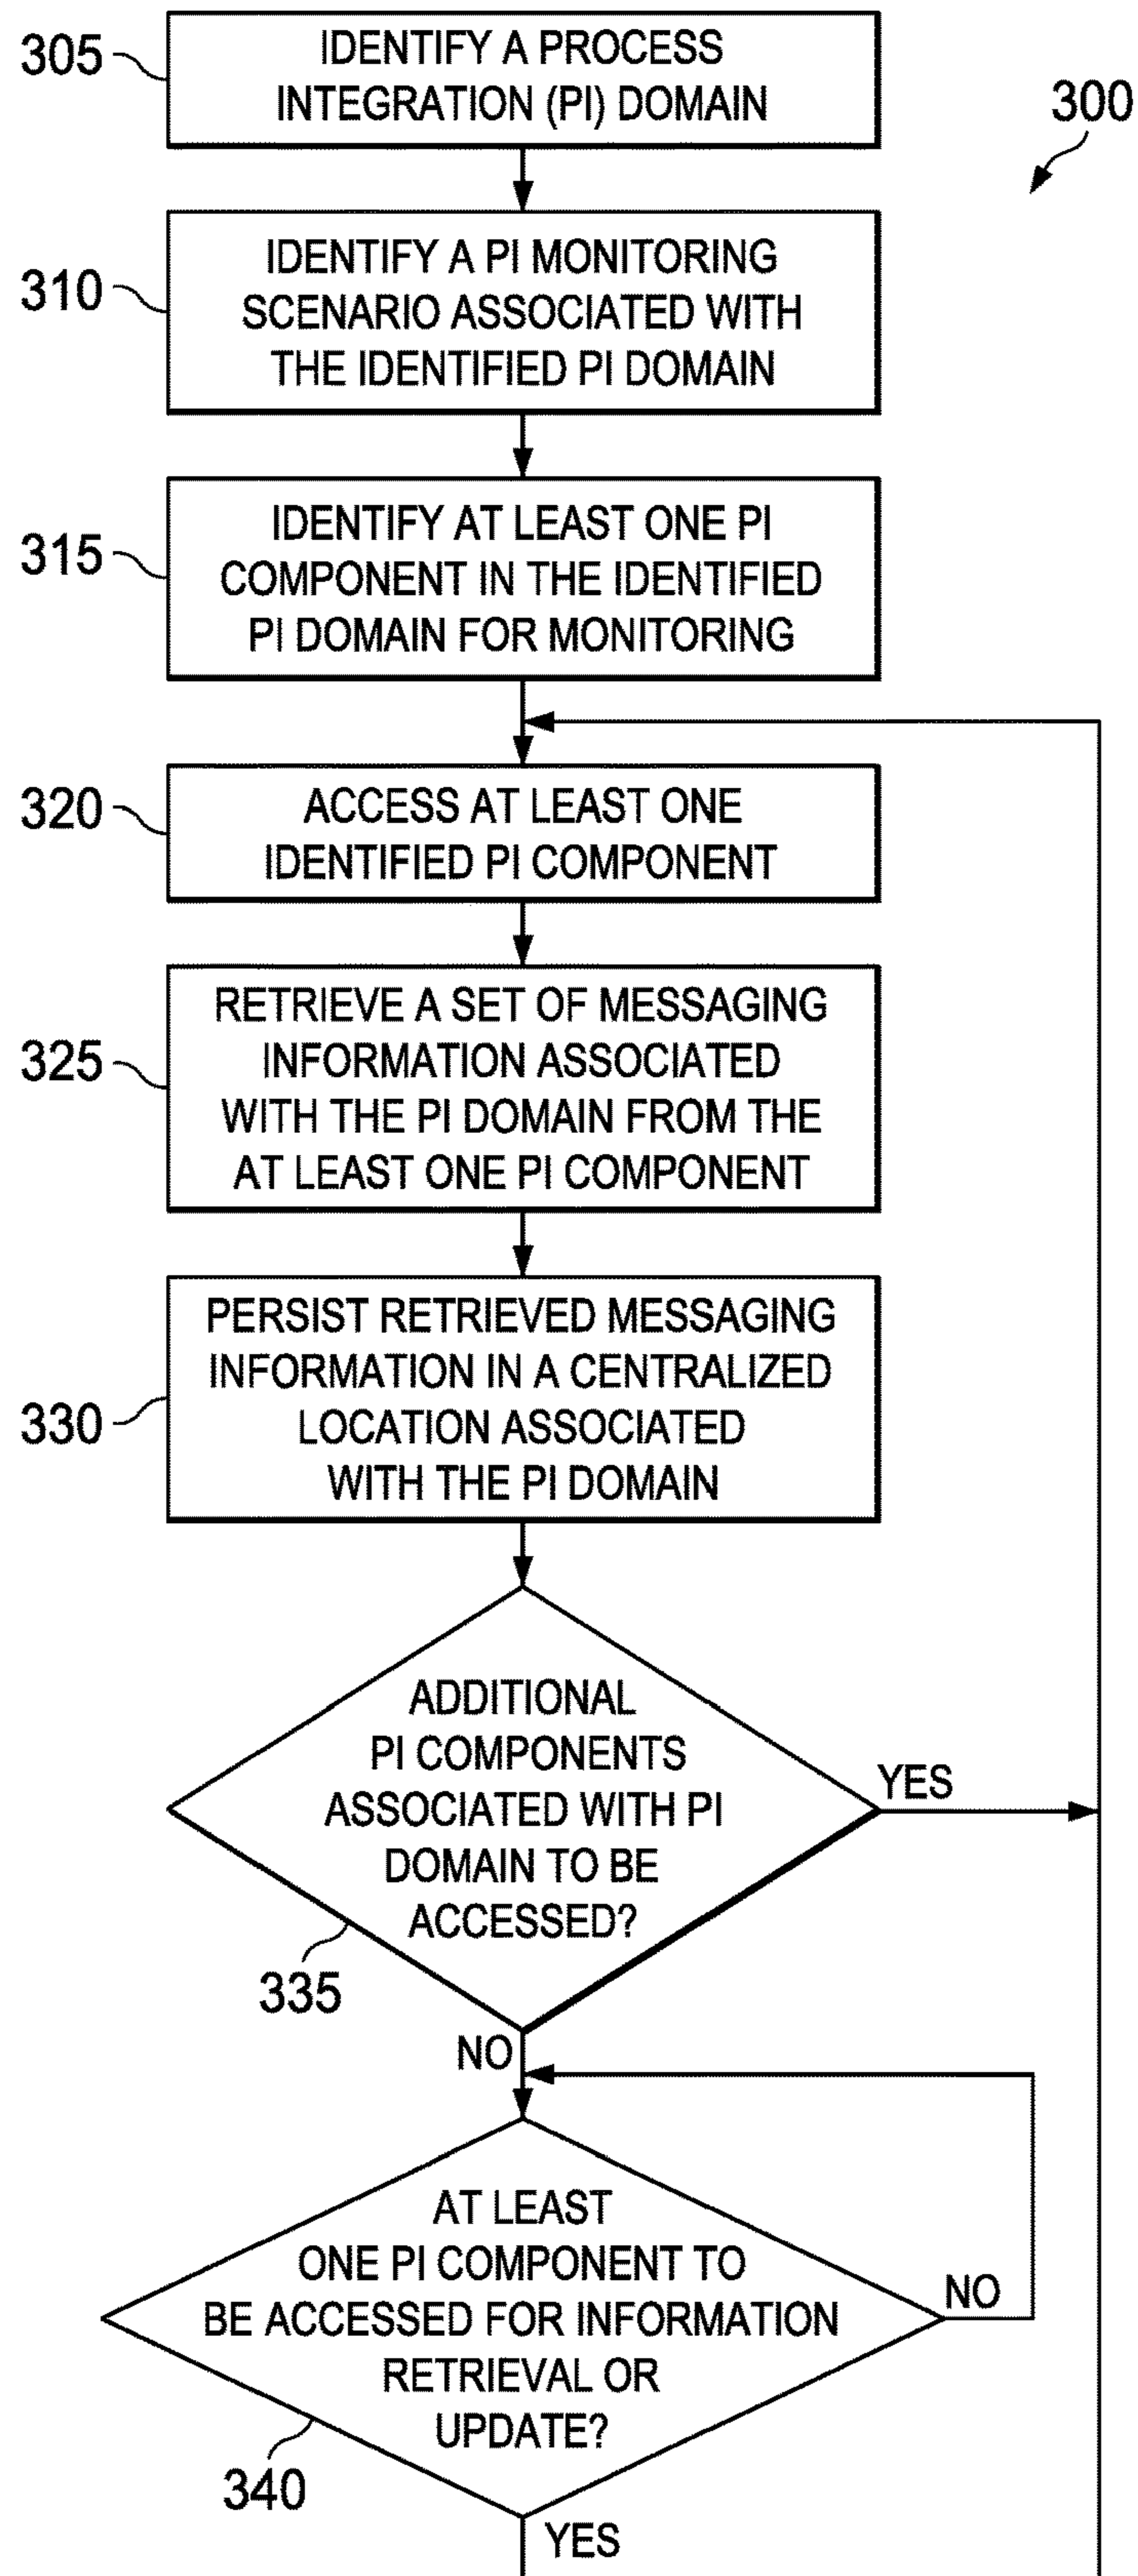 305
IDENTIFY A PROCESS
INTEGRATION (PI) DOMAIN
300
310
IDENTIFY A PI MONITORING
SCENARIO ASSOCIATED WITH
THE IDENTIFIED PI DOMAIN
315
IDENTIFY AT LEAST ONE PI
COMPONENT IN THE IDENTIFIED
PI DOMAIN FOR MONITORING
320
ACCESS AT LEAST ONE
IDENTIFIED PI COMPONENT
325
RETRIEVE A SET OF MESSAGING
INFORMATION ASSOCIATED
WITH THE PI DOMAIN FROM THE
AT LEAST ONE PI COMPONENT
330
PERSIST RETRIEVED MESSAGING
INFORMATION IN A CENTRALIZED
LOCATION ASSOCIATED
WITH THE PI DOMAIN
ADDITIONAL
PI COMPONENTS
ASSOCIATED WITH PI
DOMAIN TO BE
ACCESSED?
YES
335
NO
AT LEAST
ONE PI COMPONENT TO
BE ACCESSED FOR INFORMATION
RETRIEVAL OR
UPDATE?
NO
340
YES